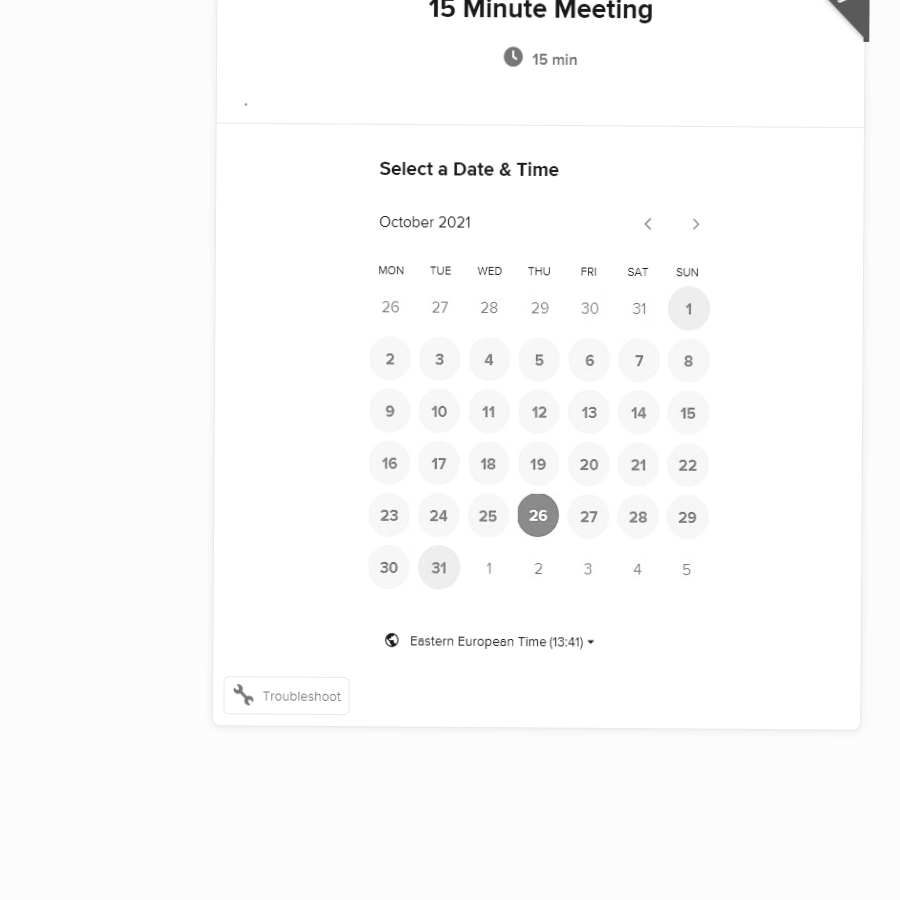 15 Minute Meeting
15 min
.
Select a Date & Time
October 2021
MON TUE WED THU FRI SAT SUN
26 27 28 29 30 31 1
2 3 4 5 6 7 8
9 10 11 12 13 14 15
16 17 18 19 20 21 22
23 24 25 26 27 28 29
30 31 1 2 3 4 5
Eastern European Time (13:41)
Troubleshoot